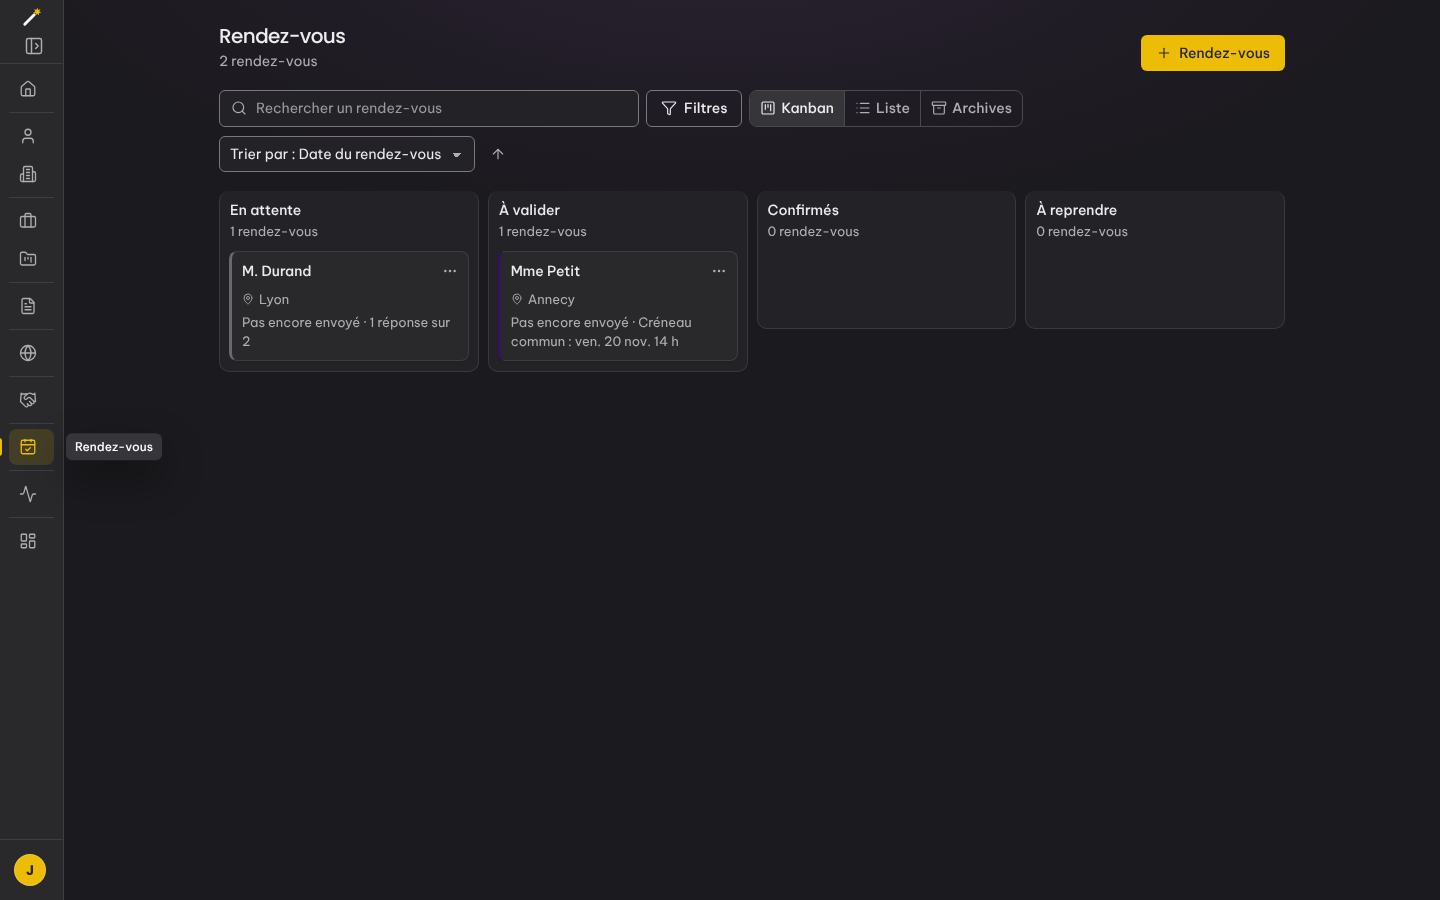 Rendez-vous
2 rendez-vous
+ Rendez-vous
Rechercher un rendez-vous
Filtres
Kanban
Liste
Archives
Trier par : Date du rendez-vous
En attente
1 rendez-vous
M. Durand
Lyon
Pas encore envoyé · 1 réponse sur
2
À valider
1 rendez-vous
Mme Petit
Annecy
Pas encore envoyé · Créneau
commun : ven. 20 nov. 14 h
Confirmés
0 rendez-vous
À reprendre
0 rendez-vous
Rendez-vous
J